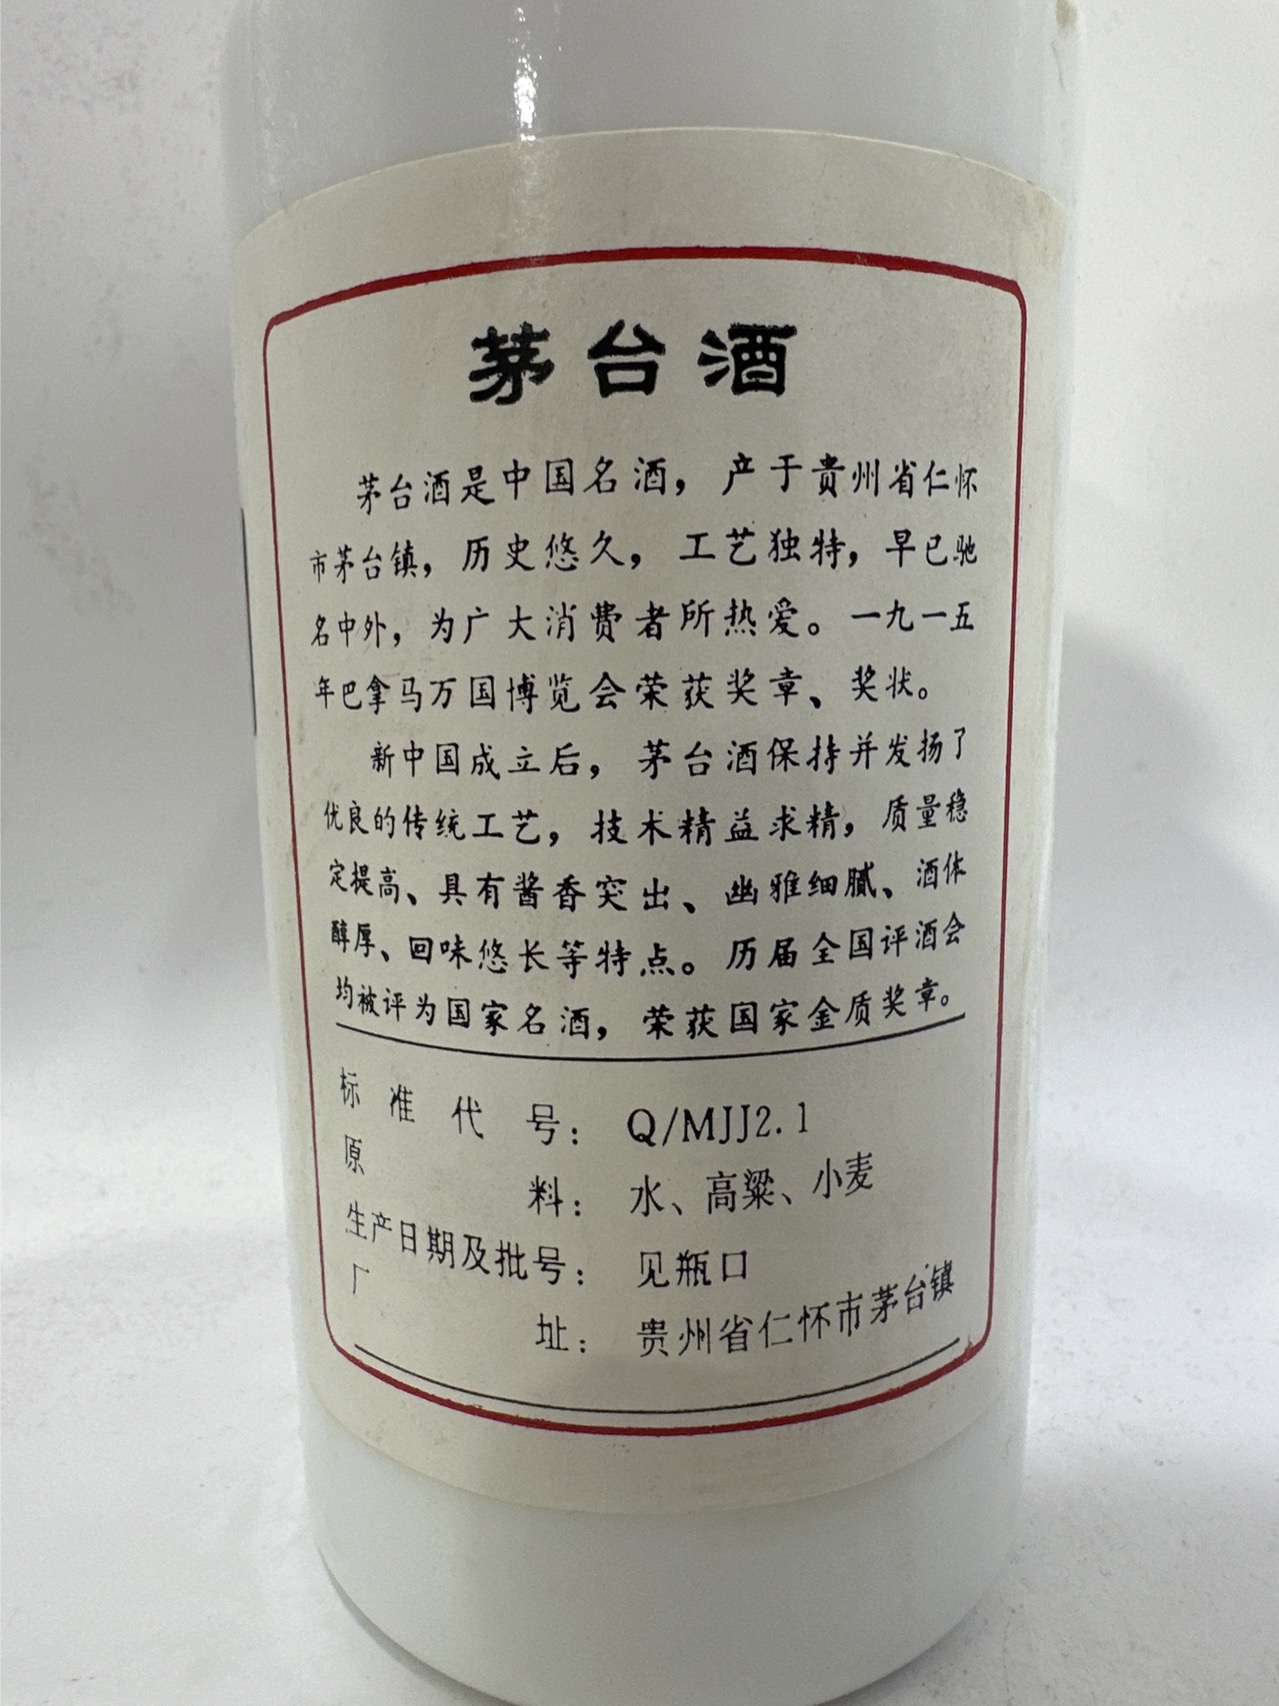 茅台酒
茅台酒是中国名酒，产于贵州省仁怀
市茅台镇，历史悠久，工艺独特，早已驰
名中外，为广大消费者所热爱。一九一五
年巴拿马万国博览会荣获奖章、奖状。
新中国成立后，茅台酒保持并发扬了
优良的传统工艺，技术精益求精，质量稳
定提高、具有酱香突出、幽雅细腻、酒体
醇厚、回味悠长等特点。历届全国评酒会
均被评为国家名酒，荣获国家金质奖章。
标准代号：Q/MJJ2.1
原料：水、高粱、小麦
生产日期及批号：见瓶口
厂址：贵州省仁怀市茅台镇